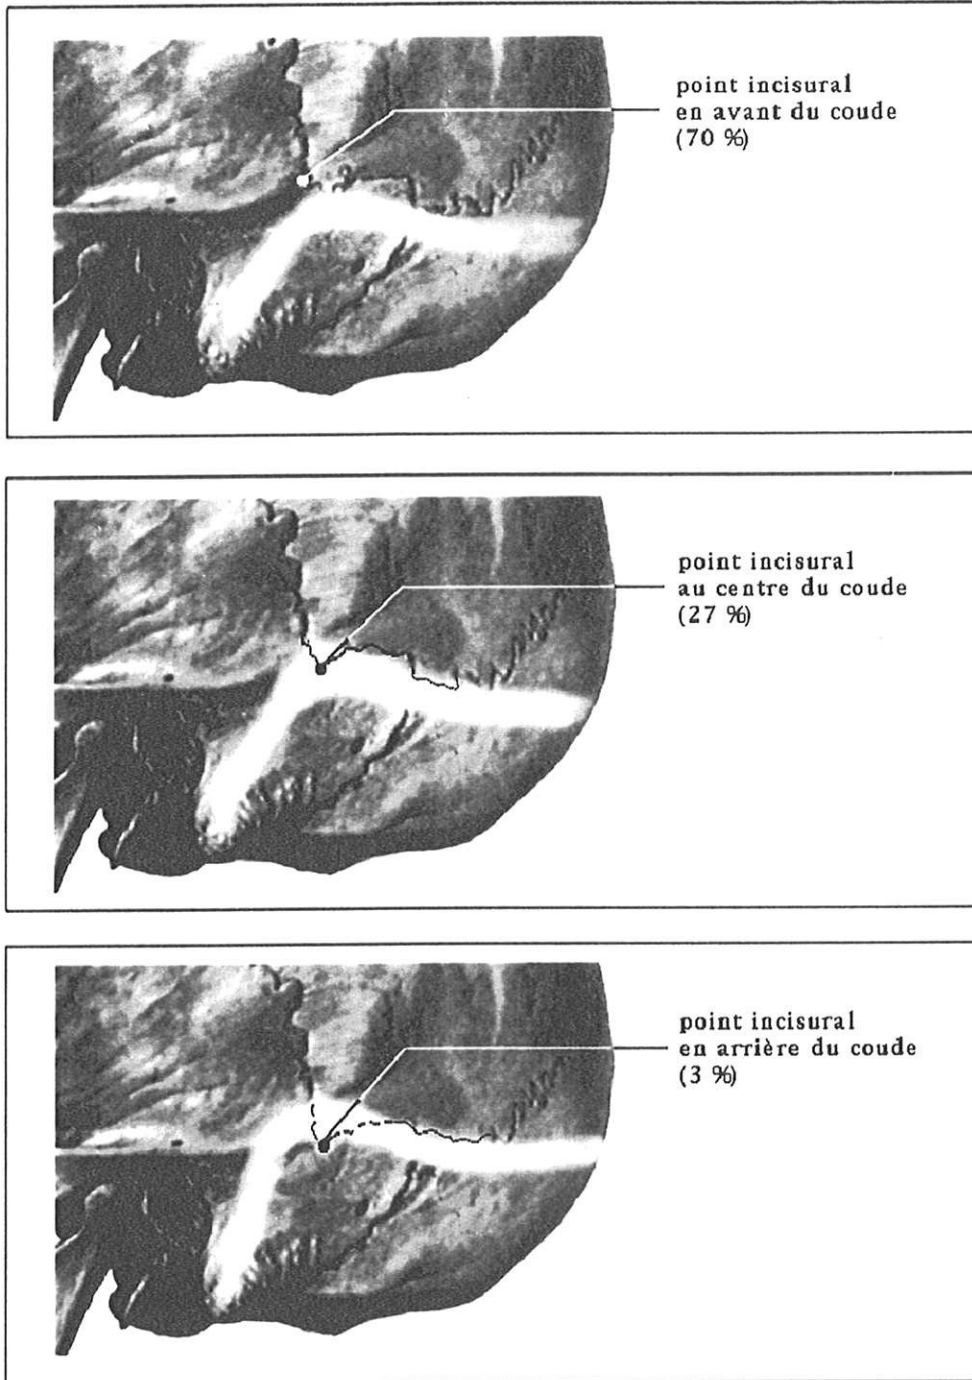 point incisural
en avant du coude
(70 %)
point incisural
au centre du coude
(27 %)
point incisural
en arrière du coude
(3 %)